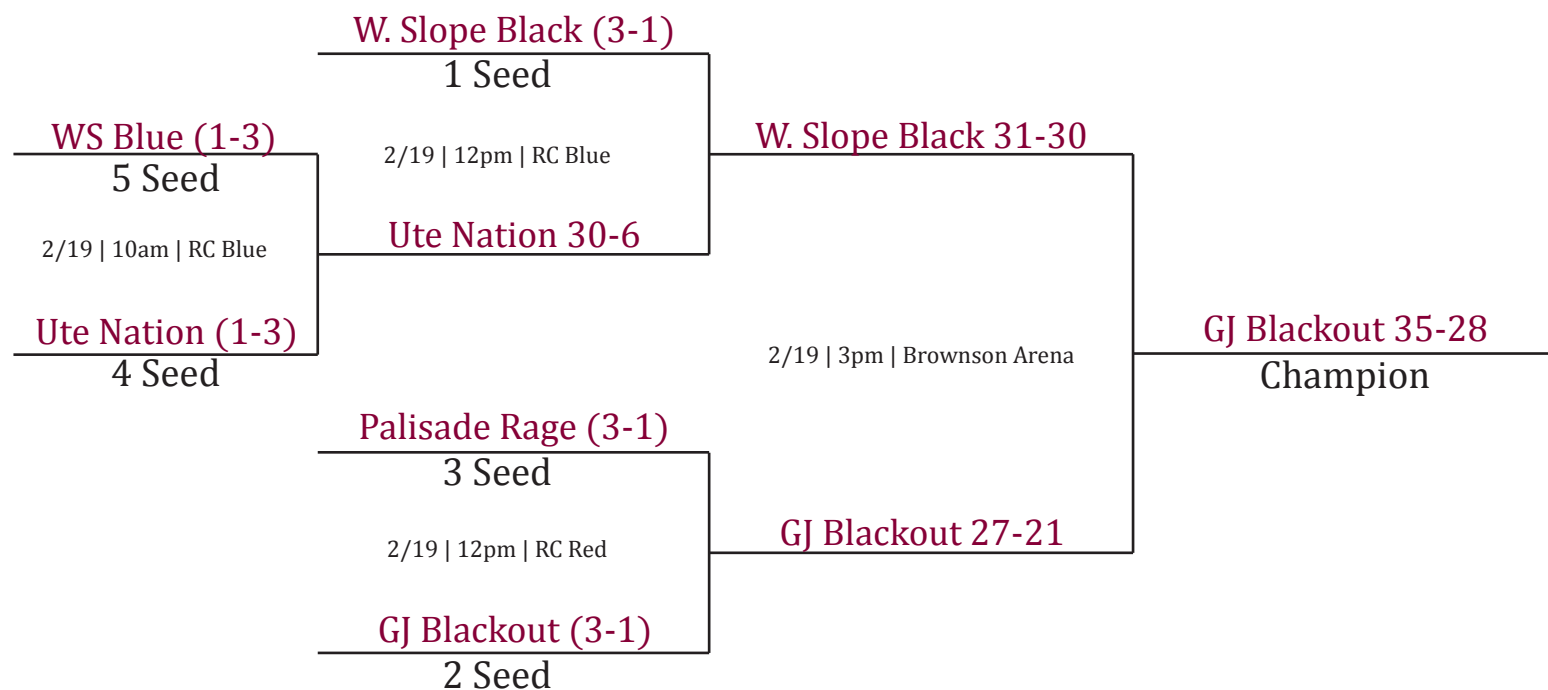 W. Slope Black (3-1)
1 Seed
WS Blue (1-3)
5 Seed
2/19 | 12pm | RC Blue
W. Slope Black 31-30
2/19 | 10am | RC Blue
Ute Nation 30-6
Ute Nation (1-3)
4 Seed
2/19 | 3pm | Brownson Arena
GJ Blackout 35-28
Champion
Palisade Rage (3-1)
3 Seed
2/19 | 12pm | RC Red
GJ Blackout 27-21
GJ Blackout (3-1)
2 Seed